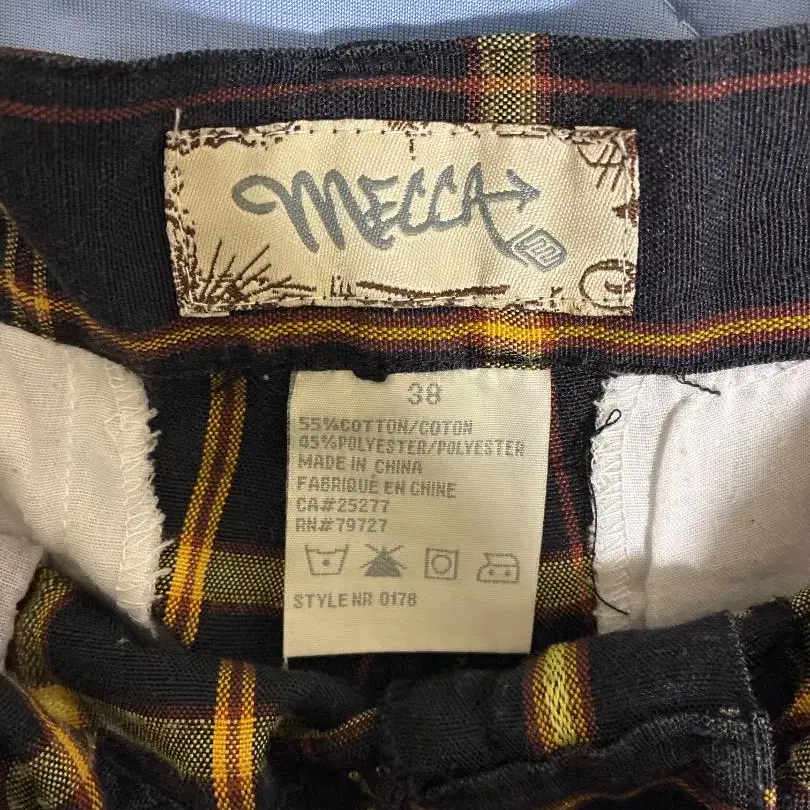 MECCA
38
55%COTTON/COTON
45%POLYESTER/POLYESTER
MADE IN CHINA
FABRIQUÉ EN CHINE
CA#25277
RN#79727
STYLE NR 0178